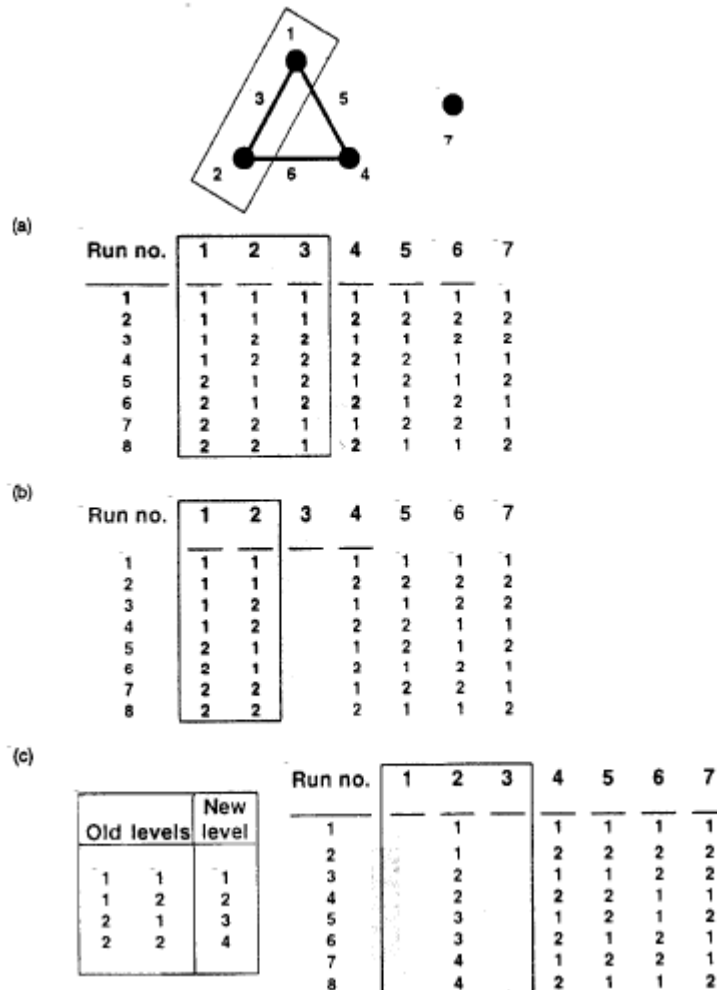 1
3 5
7
2 6 4
(a)
Run no. 1 2 3 4 5 6 7
1 1 1 1 1 1 1 1
2 1 1 1 2 2 2 2
3 1 2 2 1 1 2 2
4 1 2 2 2 2 1 1
5 2 1 2 1 2 1 2
6 2 1 2 2 1 2 1
7 2 2 1 1 2 2 1
8 2 2 1 2 1 1 2
(b)
Run no. 1 2 3 4 5 6 7
1 1 1 1 1 1 1
2 1 1 2 2 2 2
3 1 2 1 1 2 2
4 1 2 2 2 1 1
5 2 1 1 2 1 2
6 2 1 2 1 2 1
7 2 2 1 2 2 1
8 2 2 2 1 1 2
(c)
Old levels New level
1 1 1
1 2 2
2 1 3
2 2 4
Run no. 1 2 3 4 5 6 7
1 1 1 1 1 1
2 1 2 2 2 2
3 2 1 1 2 2
4 2 2 2 1 1
5 3 1 2 1 2
6 3 2 1 2 1
7 4 1 2 2 1
8 4 2 1 1 2